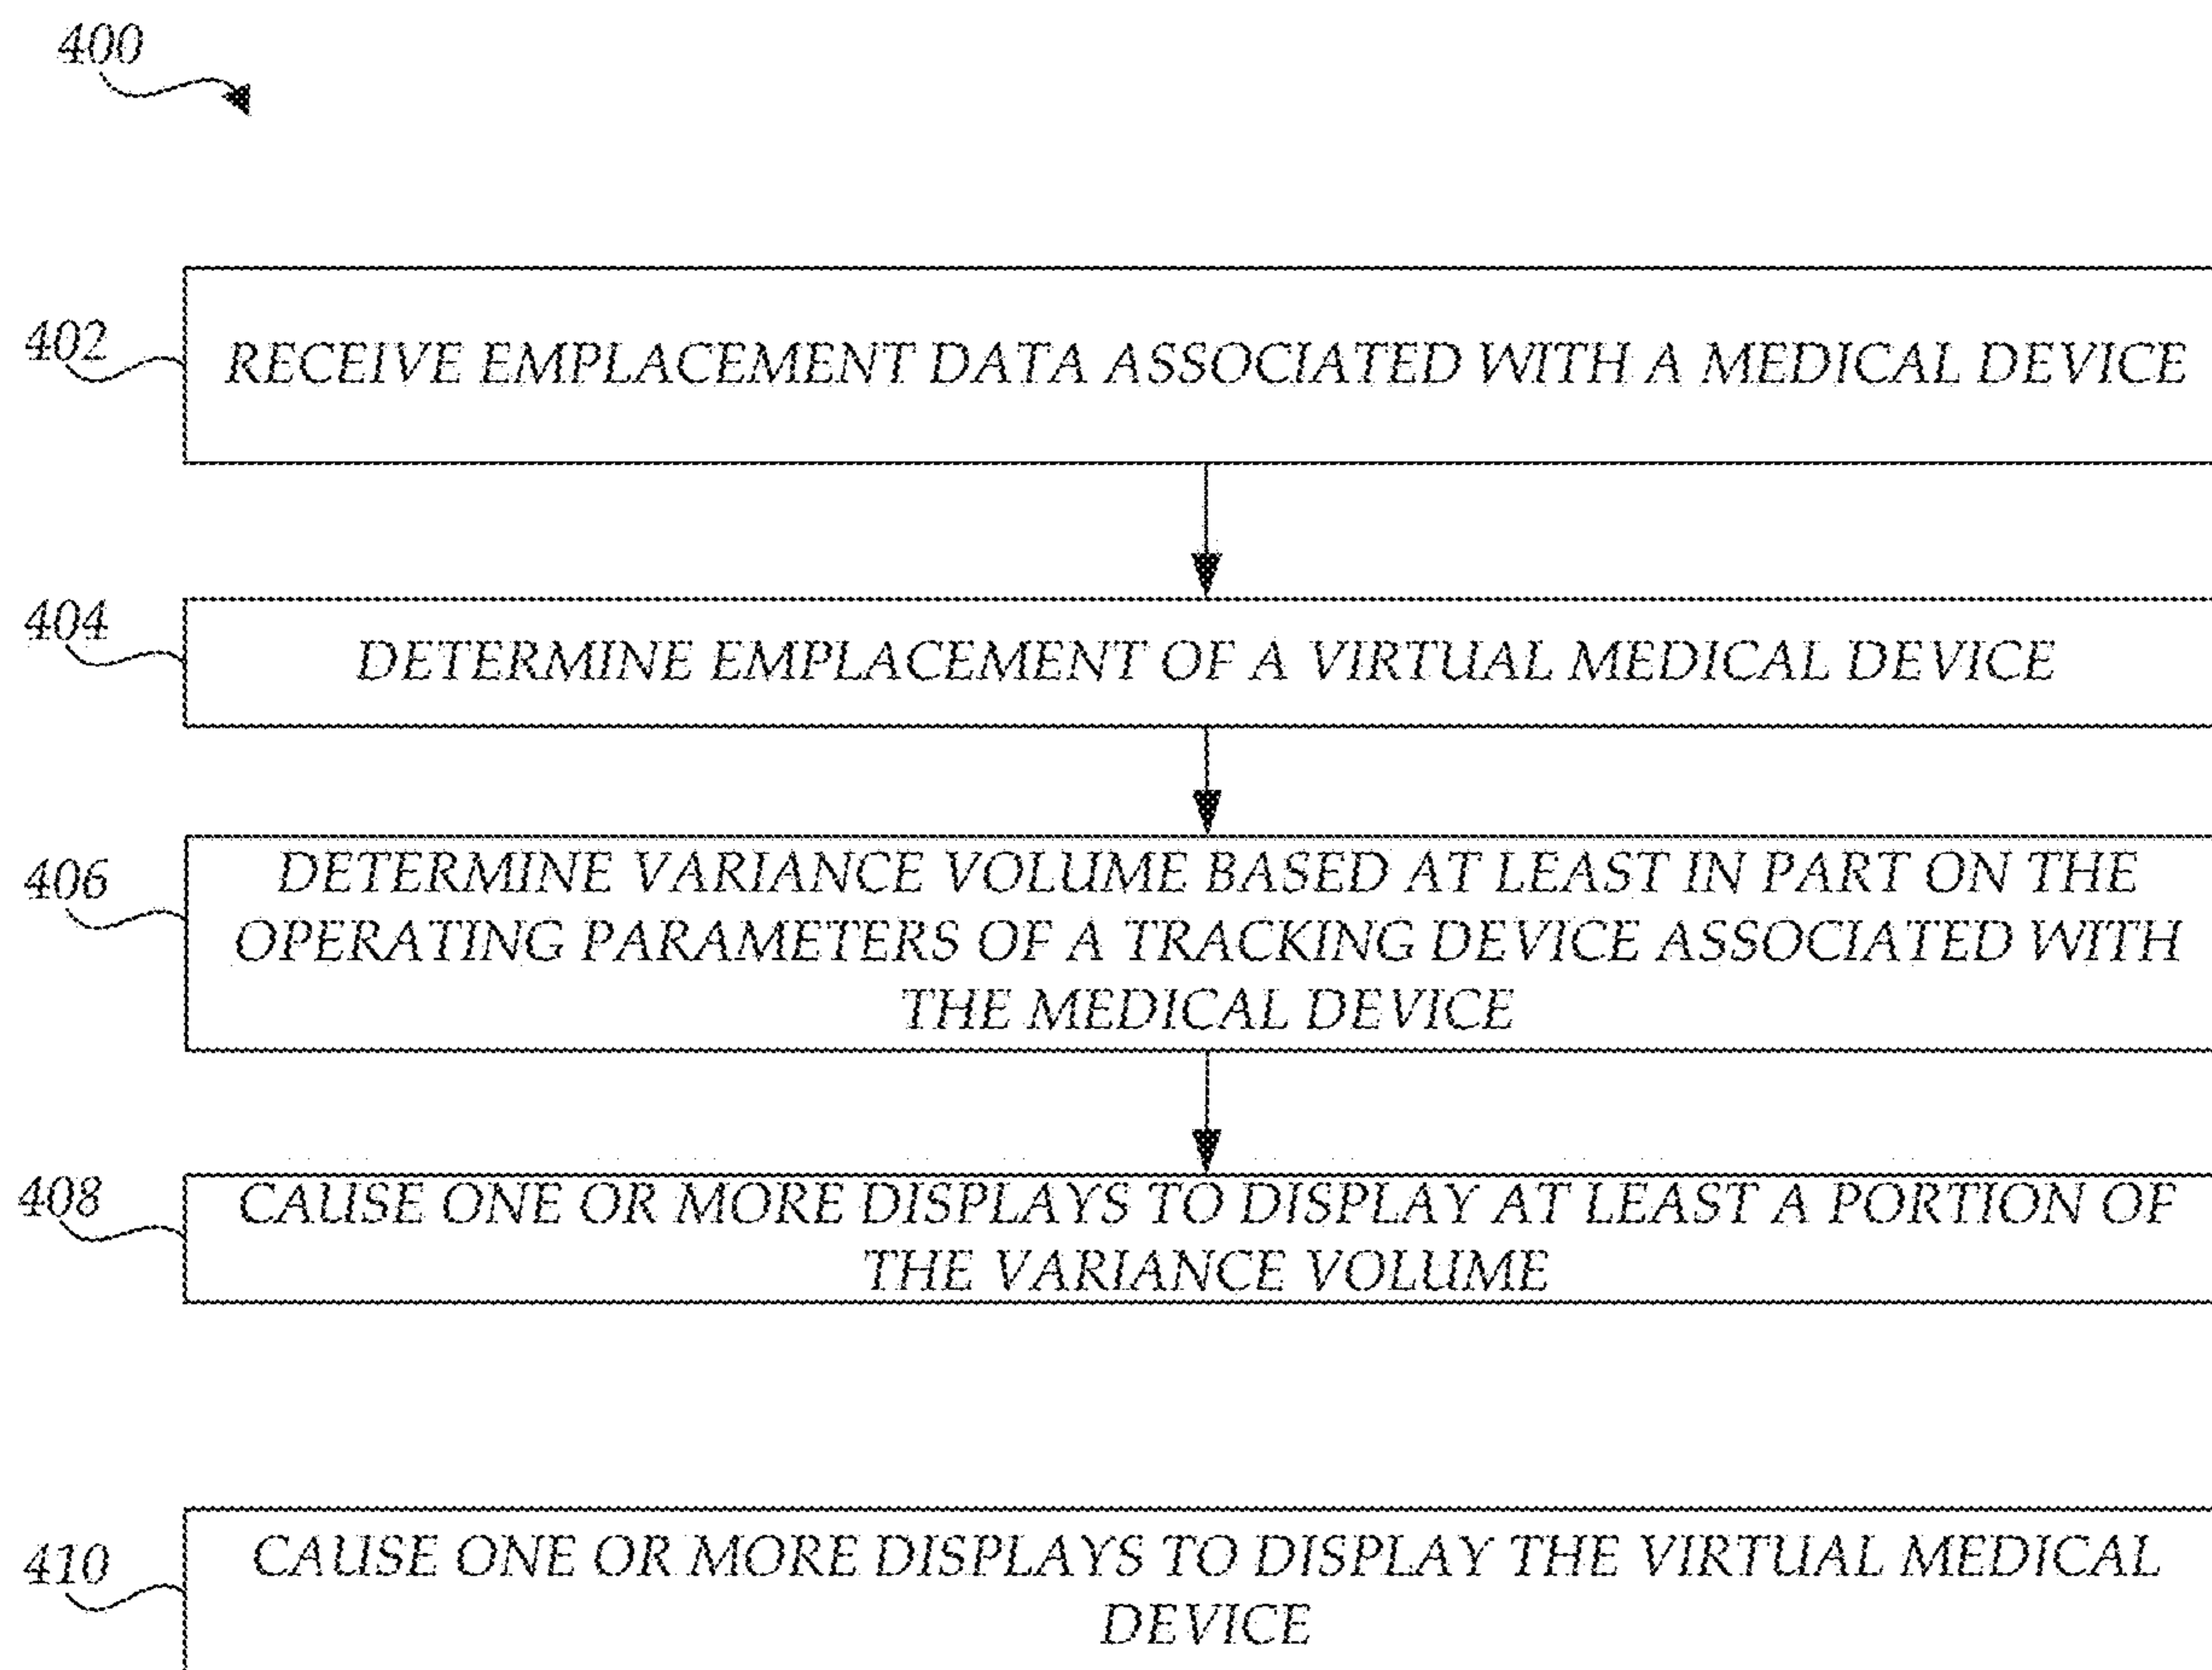 400
402
RECEIVE EMPLACEMENT DATA ASSOCIATED WITH A MEDICAL DEVICE
404
DETERMINE EMPLACEMENT OF A VIRTUAL MEDICAL DEVICE
406
DETERMINE VARIANCE VOLUME BASED AT LEAST IN PART ON THE
OPERATING PARAMETERS OF A TRACKING DEVICE ASSOCIATED WITH
THE MEDICAL DEVICE
408
CAUSE ONE OR MORE DISPLAYS TO DISPLAY AT LEAST A PORTION OF
THE VARIANCE VOLUME
410
CAUSE ONE OR MORE DISPLAYS TO DISPLAY THE VIRTUAL MEDICAL
DEVICE